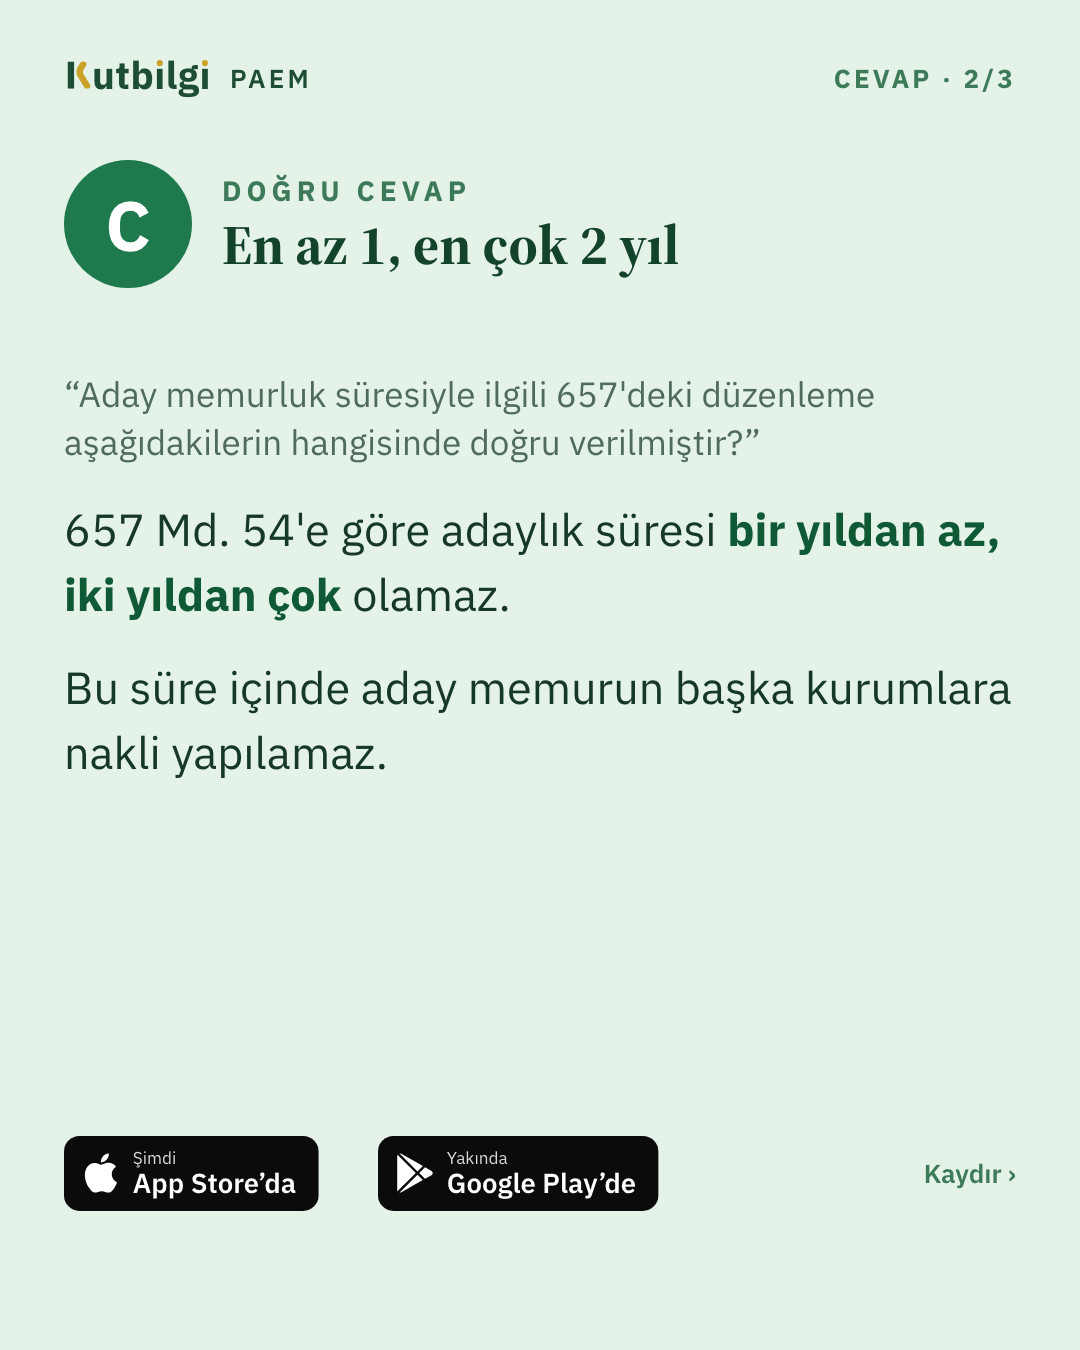 Kutbilgi PAEM
CEVAP · 2/3
C
DOĞRU CEVAP
En az 1, en çok 2 yıl
“Aday memurluk süresiyle ilgili 657'deki düzenleme
aşağıdakilerin hangisinde doğru verilmiştir?”
657 Md. 54'e göre adaylık süresi bir yıldan az,
iki yıldan çok olamaz.
Bu süre içinde aday memurun başka kurumlara
nakli yapılamaz.
Şimdi
App Store’da
Yakında
Google Play’de
Kaydır ›